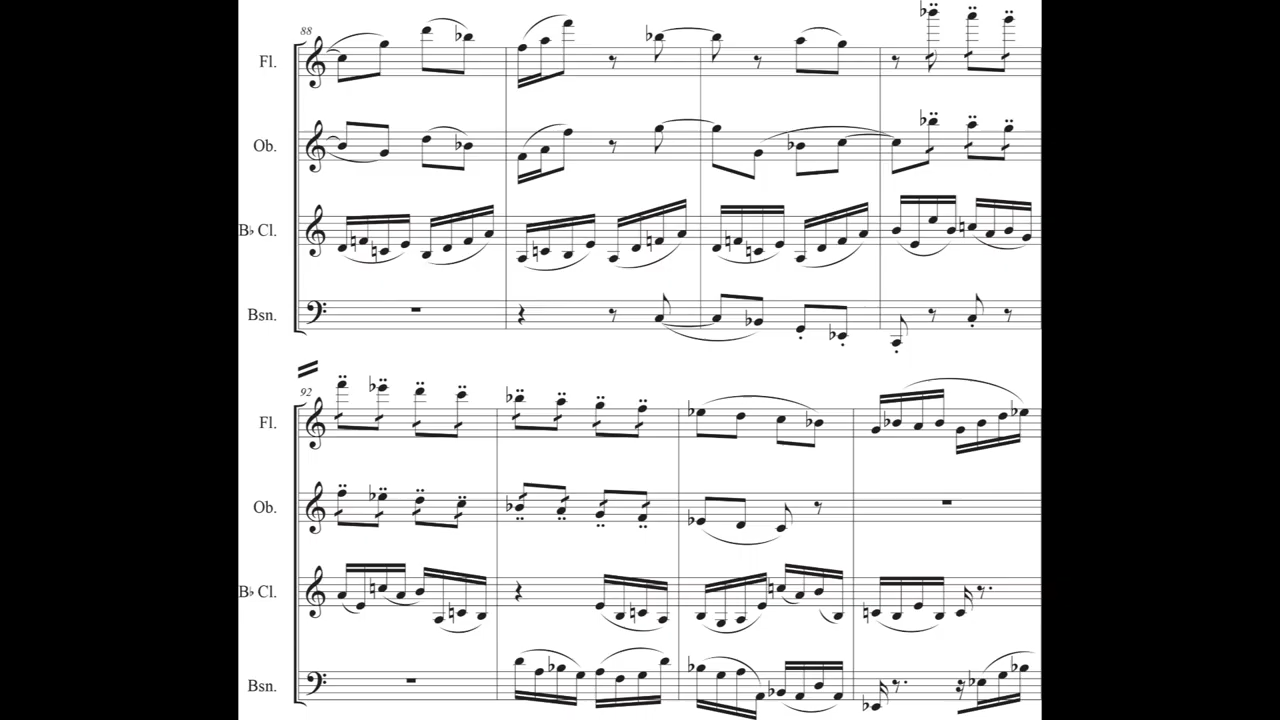 88
Fl.
Ob.
B♭ Cl.
Bsn.
92
Fl.
Ob.
B♭ Cl.
Bsn.